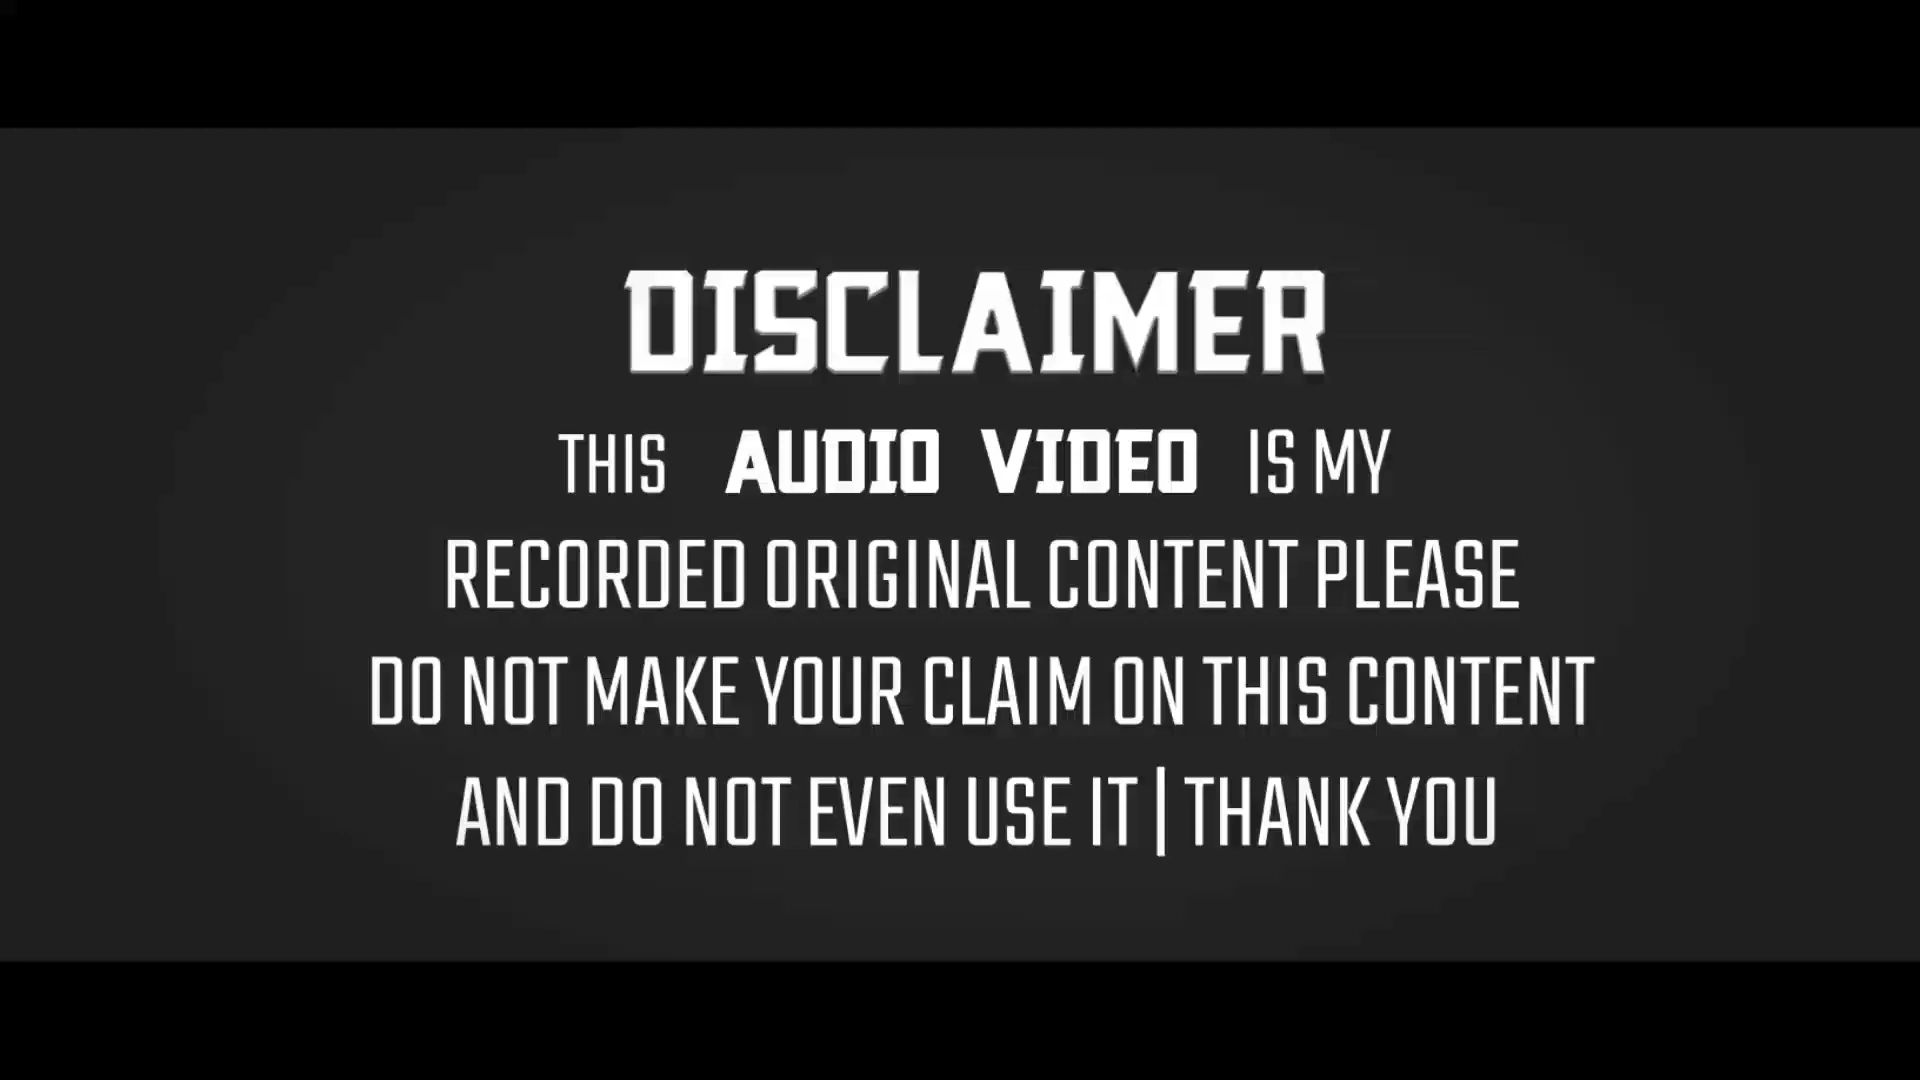 DISCLAIMER
THIS AUDIO VIDEO IS MY
RECORDED ORIGINAL CONTENT PLEASE
DO NOT MAKE YOUR CLAIM ON THIS CONTENT
AND DO NOT EVEN USE IT | THANK YOU